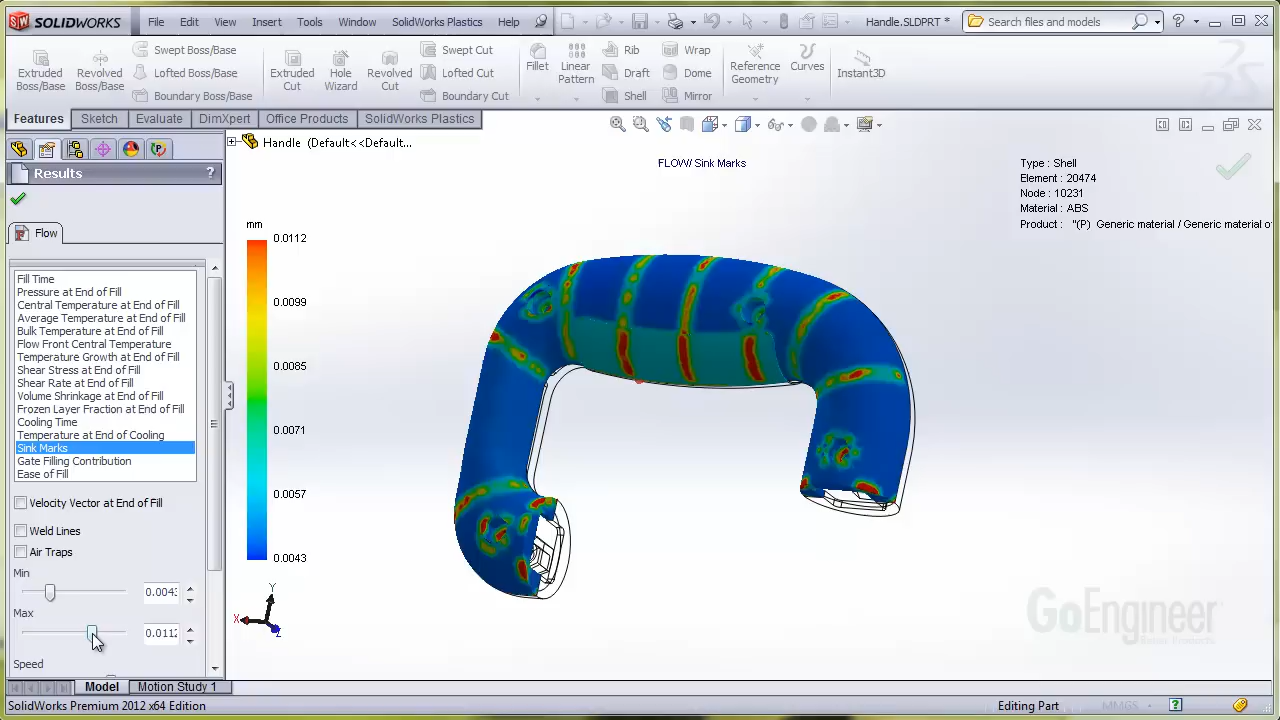 SOLIDWORKS File Edit View Insert Tools Window SolidWorks Plastics Help Handle.SLDPRT * Search files and models ?
Extruded Boss/Base
Revolved Boss/Base
Swept Boss/Base
Lofted Boss/Base
Boundary Boss/Base
Extruded Cut
Hole Wizard
Revolved Cut
Swept Cut
Lofted Cut
Boundary Cut
Fillet
Linear Pattern
Rib
Draft
Shell
Wrap
Dome
Mirror
Reference Geometry
Curves
Instant3D
Features Sketch Evaluate DimXpert Office Products SolidWorks Plastics
Handle (Default<<Default...
Results ?
Flow
Fill Time
Pressure at End of Fill
Central Temperature at End of Fill
Average Temperature at End of Fill
Bulk Temperature at End of Fill
Flow Front Central Temperature
Temperature Growth at End of Fill
Shear Stress at End of Fill
Shear Rate at End of Fill
Volume Shrinkage at End of Fill
Frozen Layer Fraction at End of Fill
Cooling Time
Temperature at End of Cooling
Sink Marks
Gate Filling Contribution
Ease of Fill
Velocity Vector at End of Fill
Weld Lines
Air Traps
Min
0.004
Max
0.011
Speed
FLOW/ Sink Marks
Type : Shell
Element : 20474
Node : 10231
Material : ABS
Product : "(P) Generic material / Generic material o
mm
0.0112
0.0099
0.0085
0.0071
0.0057
0.0043
Y
X
Z
GoEngineer
Model Motion Study 1
SolidWorks Premium 2012 x64 Edition Editing Part MMGS ?